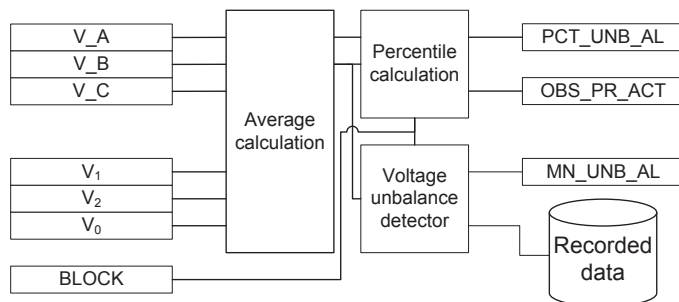 V_A
V_B
V_C
V₁
V₂
V₀
BLOCK
Average
calculation
Percentile
calculation
Voltage
unbalance
detector
PCT_UNB_AL
OBS_PR_ACT
MN_UNB_AL
Recorded
data